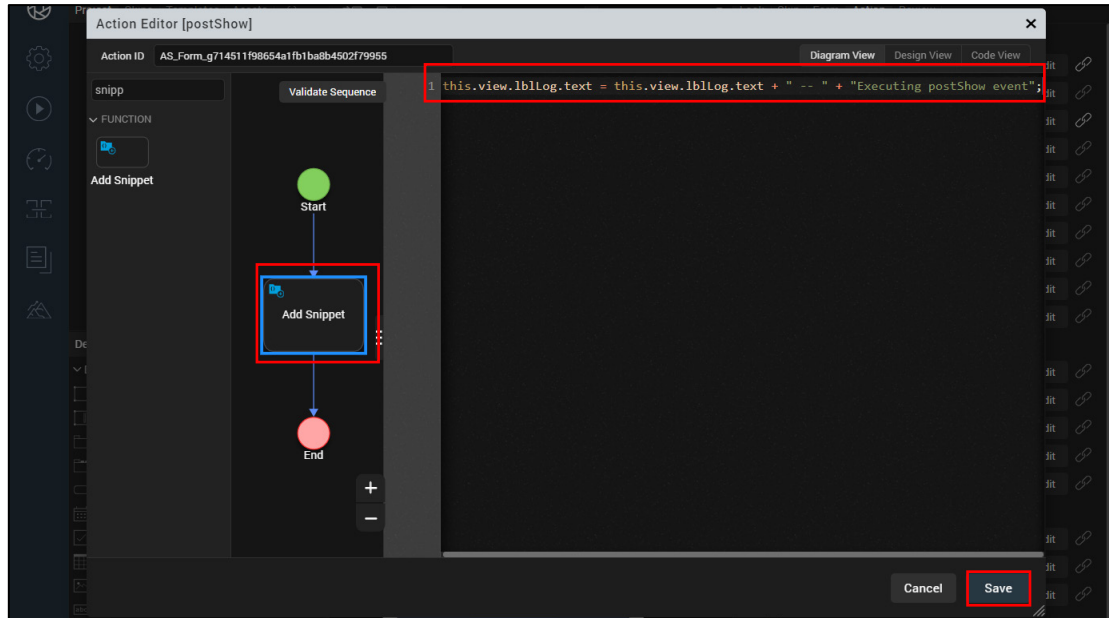 Action Editor [postShow]
Action ID AS_Form_g714511f98654a1fb1ba8b4502f79955 Diagram View Design View Code View
snipp Validate Sequence
1 this.view.lblLog.text = this.view.lblLog.text + " -- " + "Executing postShow event";
FUNCTION
Add Snippet
Start
Add Snippet
End
Cancel Save